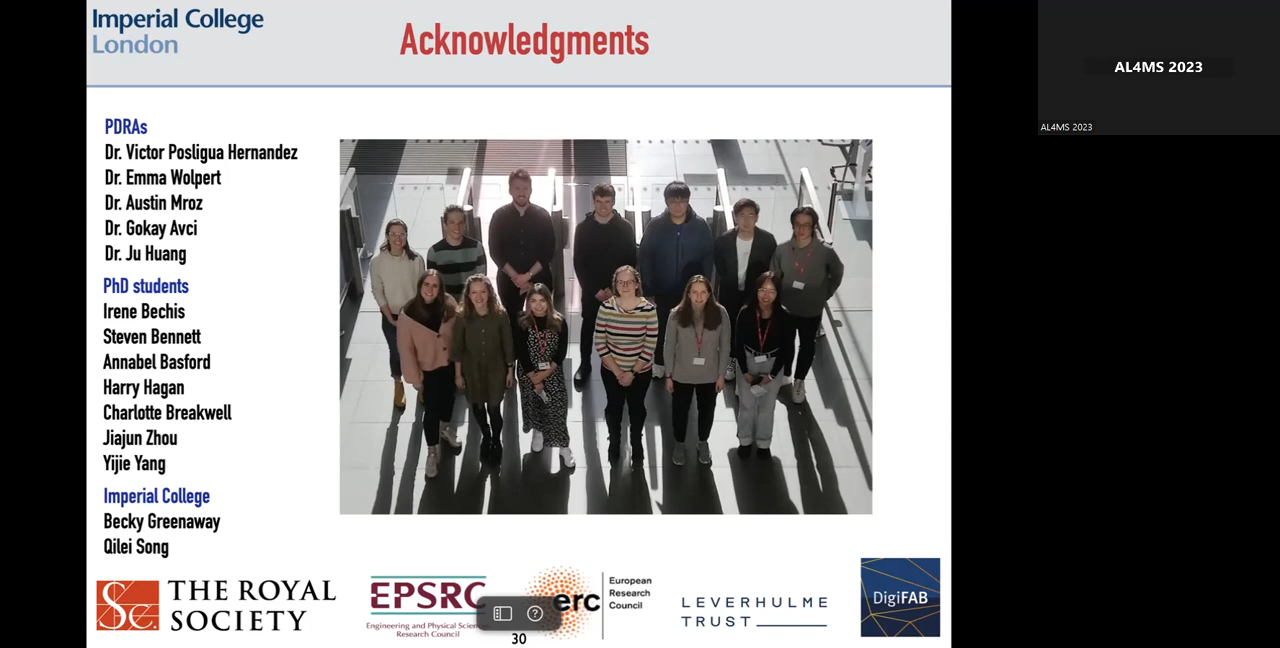 Imperial College
London
Acknowledgments
PDRAs
Dr. Victor Posligua Hernandez
Dr. Emma Wolpert
Dr. Austin Mroz
Dr. Gokay Avci
Dr. Ju Huang
PhD students
Irene Bechis
Steven Bennett
Annabel Basford
Harry Hagan
Charlotte Breakwell
Jiajun Zhou
Yijie Yang
Imperial College
Becky Greenaway
Qilei Song
THE ROYAL
SOCIETY
EPSRC
Engineering and Physical
Research Council
erc
European
Research
Council
LEVERHULME
TRUST
DigiFAB
30
AL4MS 2023
AL4MS 2023